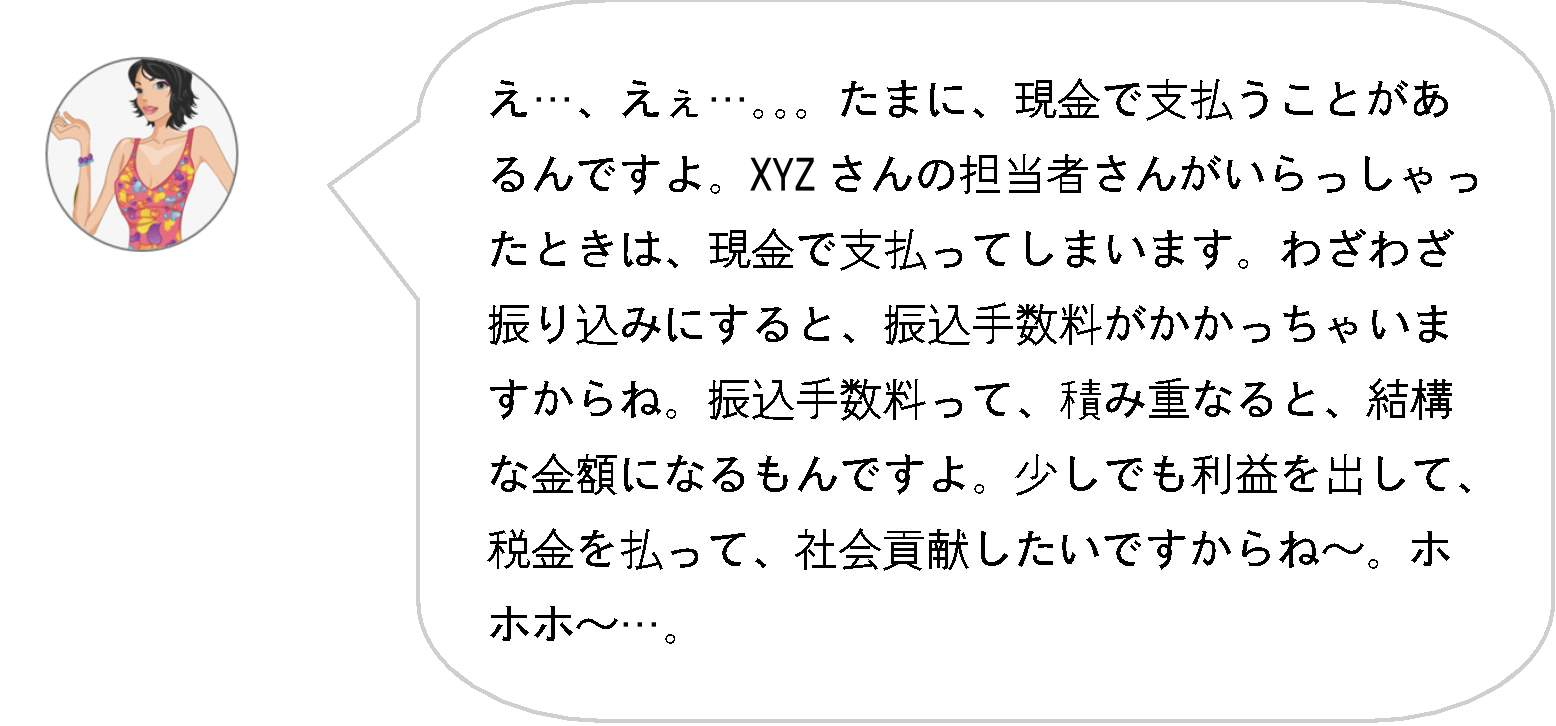 え…、えぇ…。。。たまに、現金で支払うことがあ
るんですよ。XYZ さんの担当者さんがいらっしゃっ
たときは、現金で支払ってしまいます。わざわざ
振り込みにすると、振込手数料がかかっちゃいま
すからね。振込手数料って、積み重なると、結構
な金額になるもんですよ。少しでも利益を出して、
税金を払って、社会貢献したいですからね～。ホ
ホホ～…。